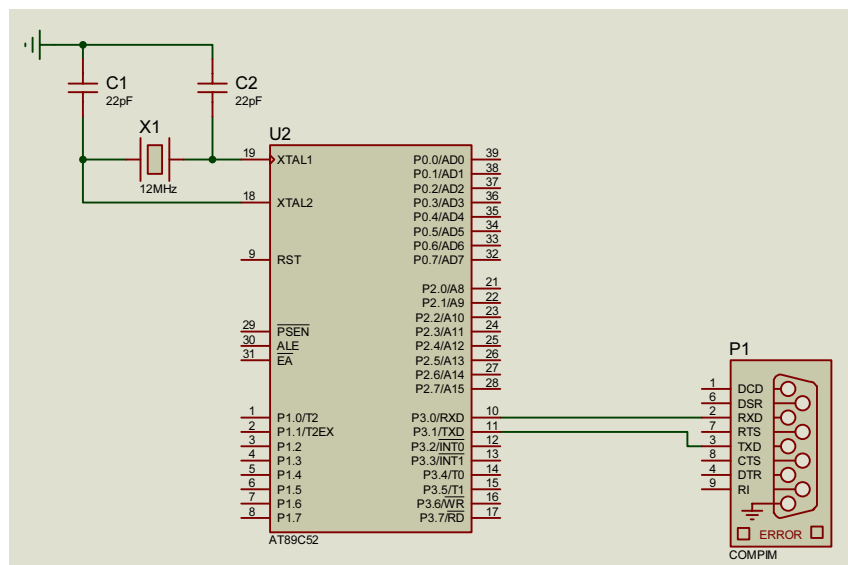 C1
22pF
C2
22pF
X1
12MHz
U2
19 XTAL1
18 XTAL2
9 RST
29 PSEN
30 ALE
31 EA
1 P1.0/T2
2 P1.1/T2EX
3 P1.2
4 P1.3
5 P1.4
6 P1.5
7 P1.6
8 P1.7
P0.0/AD0 39
P0.1/AD1 38
P0.2/AD2 37
P0.3/AD3 36
P0.4/AD4 35
P0.5/AD5 34
P0.6/AD6 33
P0.7/AD7 32
P2.0/A8 21
P2.1/A9 22
P2.2/A10 23
P2.3/A11 24
P2.4/A12 25
P2.5/A13 26
P2.6/A14 27
P2.7/A15 28
P3.0/RXD 10
P3.1/TXD 11
P3.2/INT0 12
P3.3/INT1 13
P3.4/T0 14
P3.5/T1 15
P3.6/WR 16
P3.7/RD 17
AT89C52
P1
1 DCD
6 DSR
2 RXD
7 RTS
3 TXD
8 CTS
4 DTR
9 RI
ERROR
COMPIM